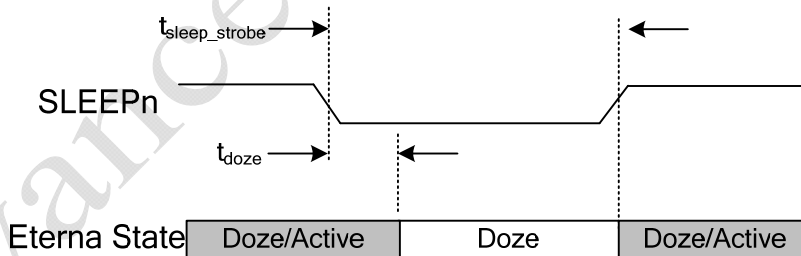 tsleep_strobe
SLEEPn
tdoze
Eterna State Doze/Active Doze Doze/Active